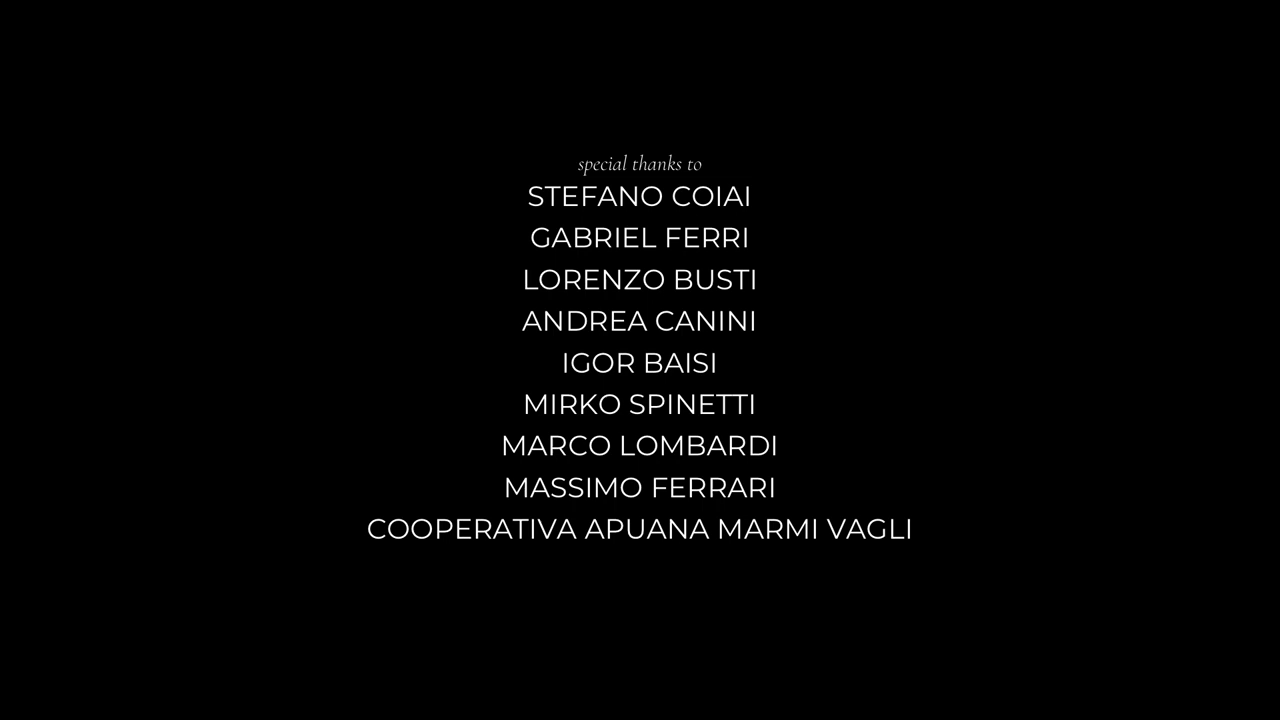 special thanks to
STEFANO COIAI
GABRIEL FERRI
LORENZO BUSTI
ANDREA CANINI
IGOR BAISI
MIRKO SPINETTI
MARCO LOMBARDI
MASSIMO FERRARI
COOPERATIVA APUANA MARMI VAGLI